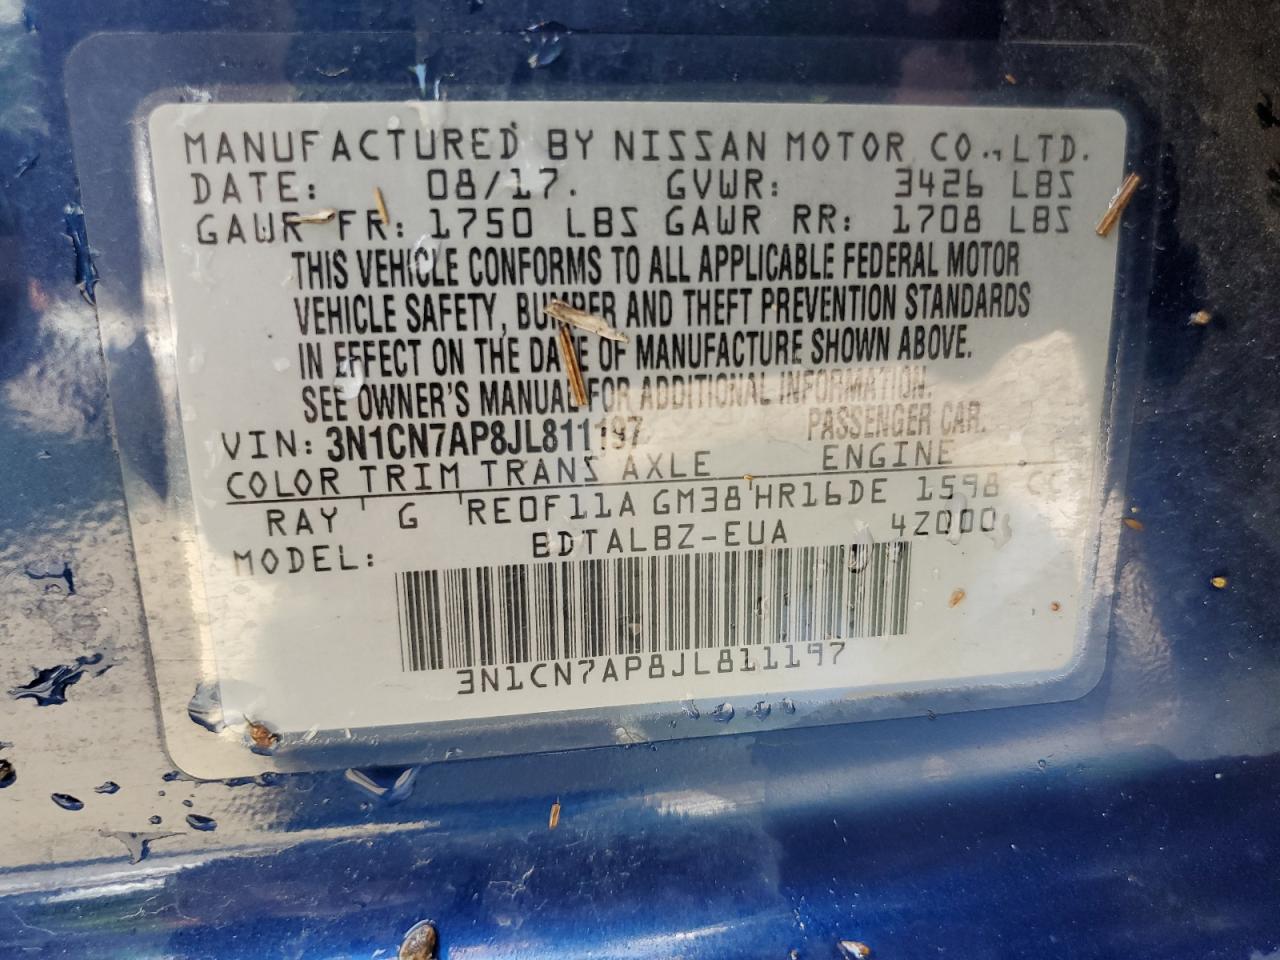 MANUFACTURED BY NISSAN MOTOR CO., LTD.
DATE: 08/17. GVWR: 3426 LBS
GAWR FR: 1750 LBS GAWR RR: 1708 LBS
THIS VEHICLE CONFORMS TO ALL APPLICABLE FEDERAL MOTOR
VEHICLE SAFETY, BUMPER AND THEFT PREVENTION STANDARDS
IN EFFECT ON THE DATE OF MANUFACTURE SHOWN ABOVE.
SEE OWNER'S MANUAL FOR ADDITIONAL INFORMATION.
VIN: 3N1CN7AP8JL811197 PASSENGER CAR.
COLOR TRIM TRANS AXLE ENGINE
RAY G RE0F11A GM38 HR16DE 1598 CC
MODEL: BDTALBZ-EUA 4Z000
3N1CN7AP8JL811197